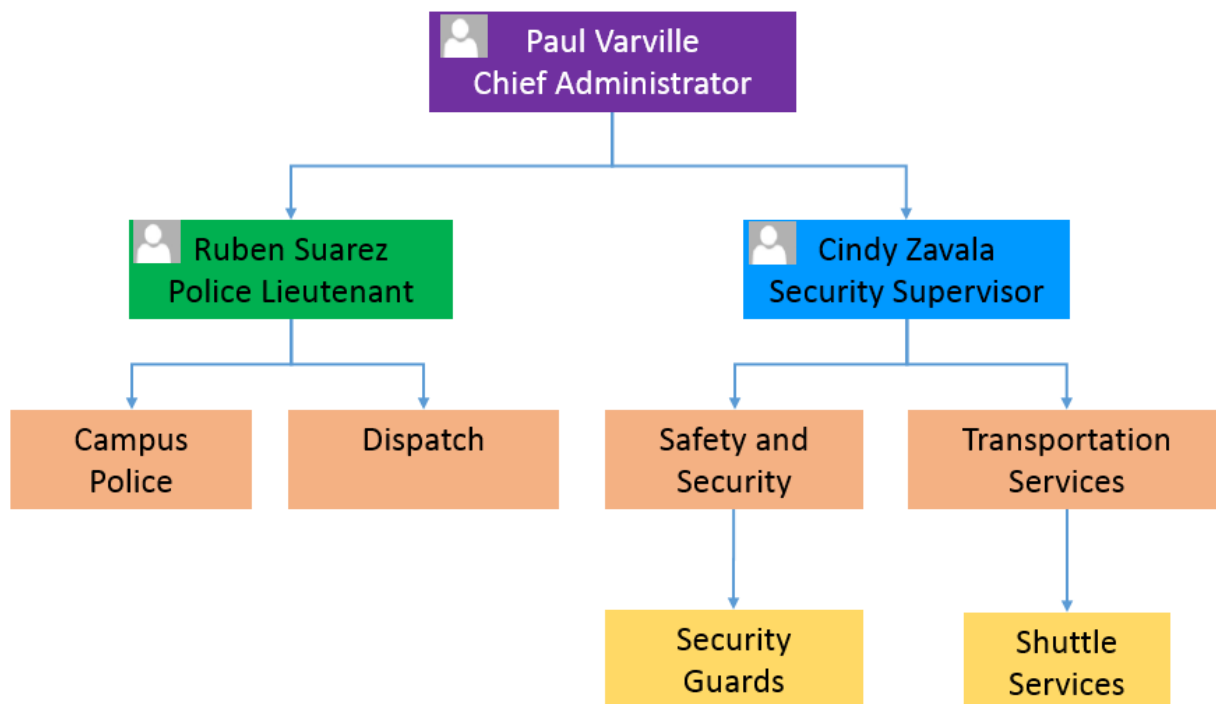 Paul Varville
Chief Administrator
Ruben Suarez
Police Lieutenant
Cindy Zavala
Security Supervisor
Campus
Police
Dispatch
Safety and
Security
Transportation
Services
Security
Guards
Shuttle
Services